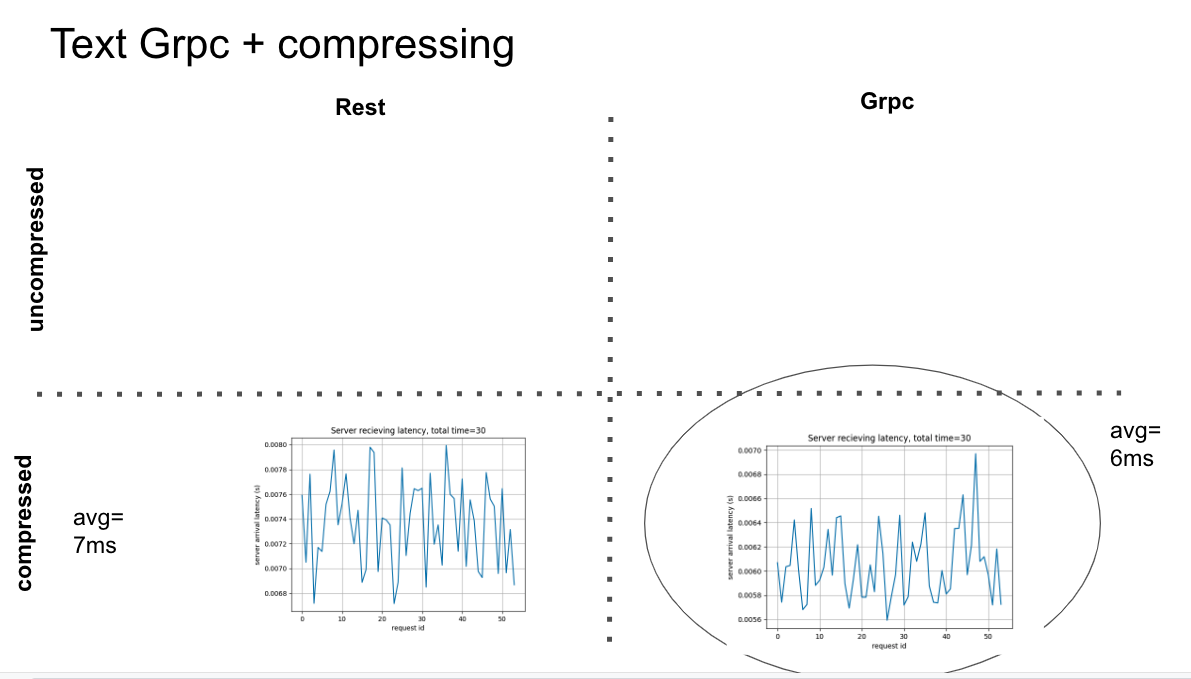 Text Grpc + compressing
Rest
Grpc
uncompressed
compressed
avg=
7ms
Server recieving latency, total time=30
server arrival latency (s)
0.0080
0.0078
0.0076
0.0074
0.0072
0.0070
0.0068
0 10 20 30 40 50
request id
Server recieving latency, total time=30
server arrival latency (s)
0.0070
0.0068
0.0066
0.0064
0.0062
0.0060
0.0058
0.0056
0 10 20 30 40 50
request id
avg=
6ms